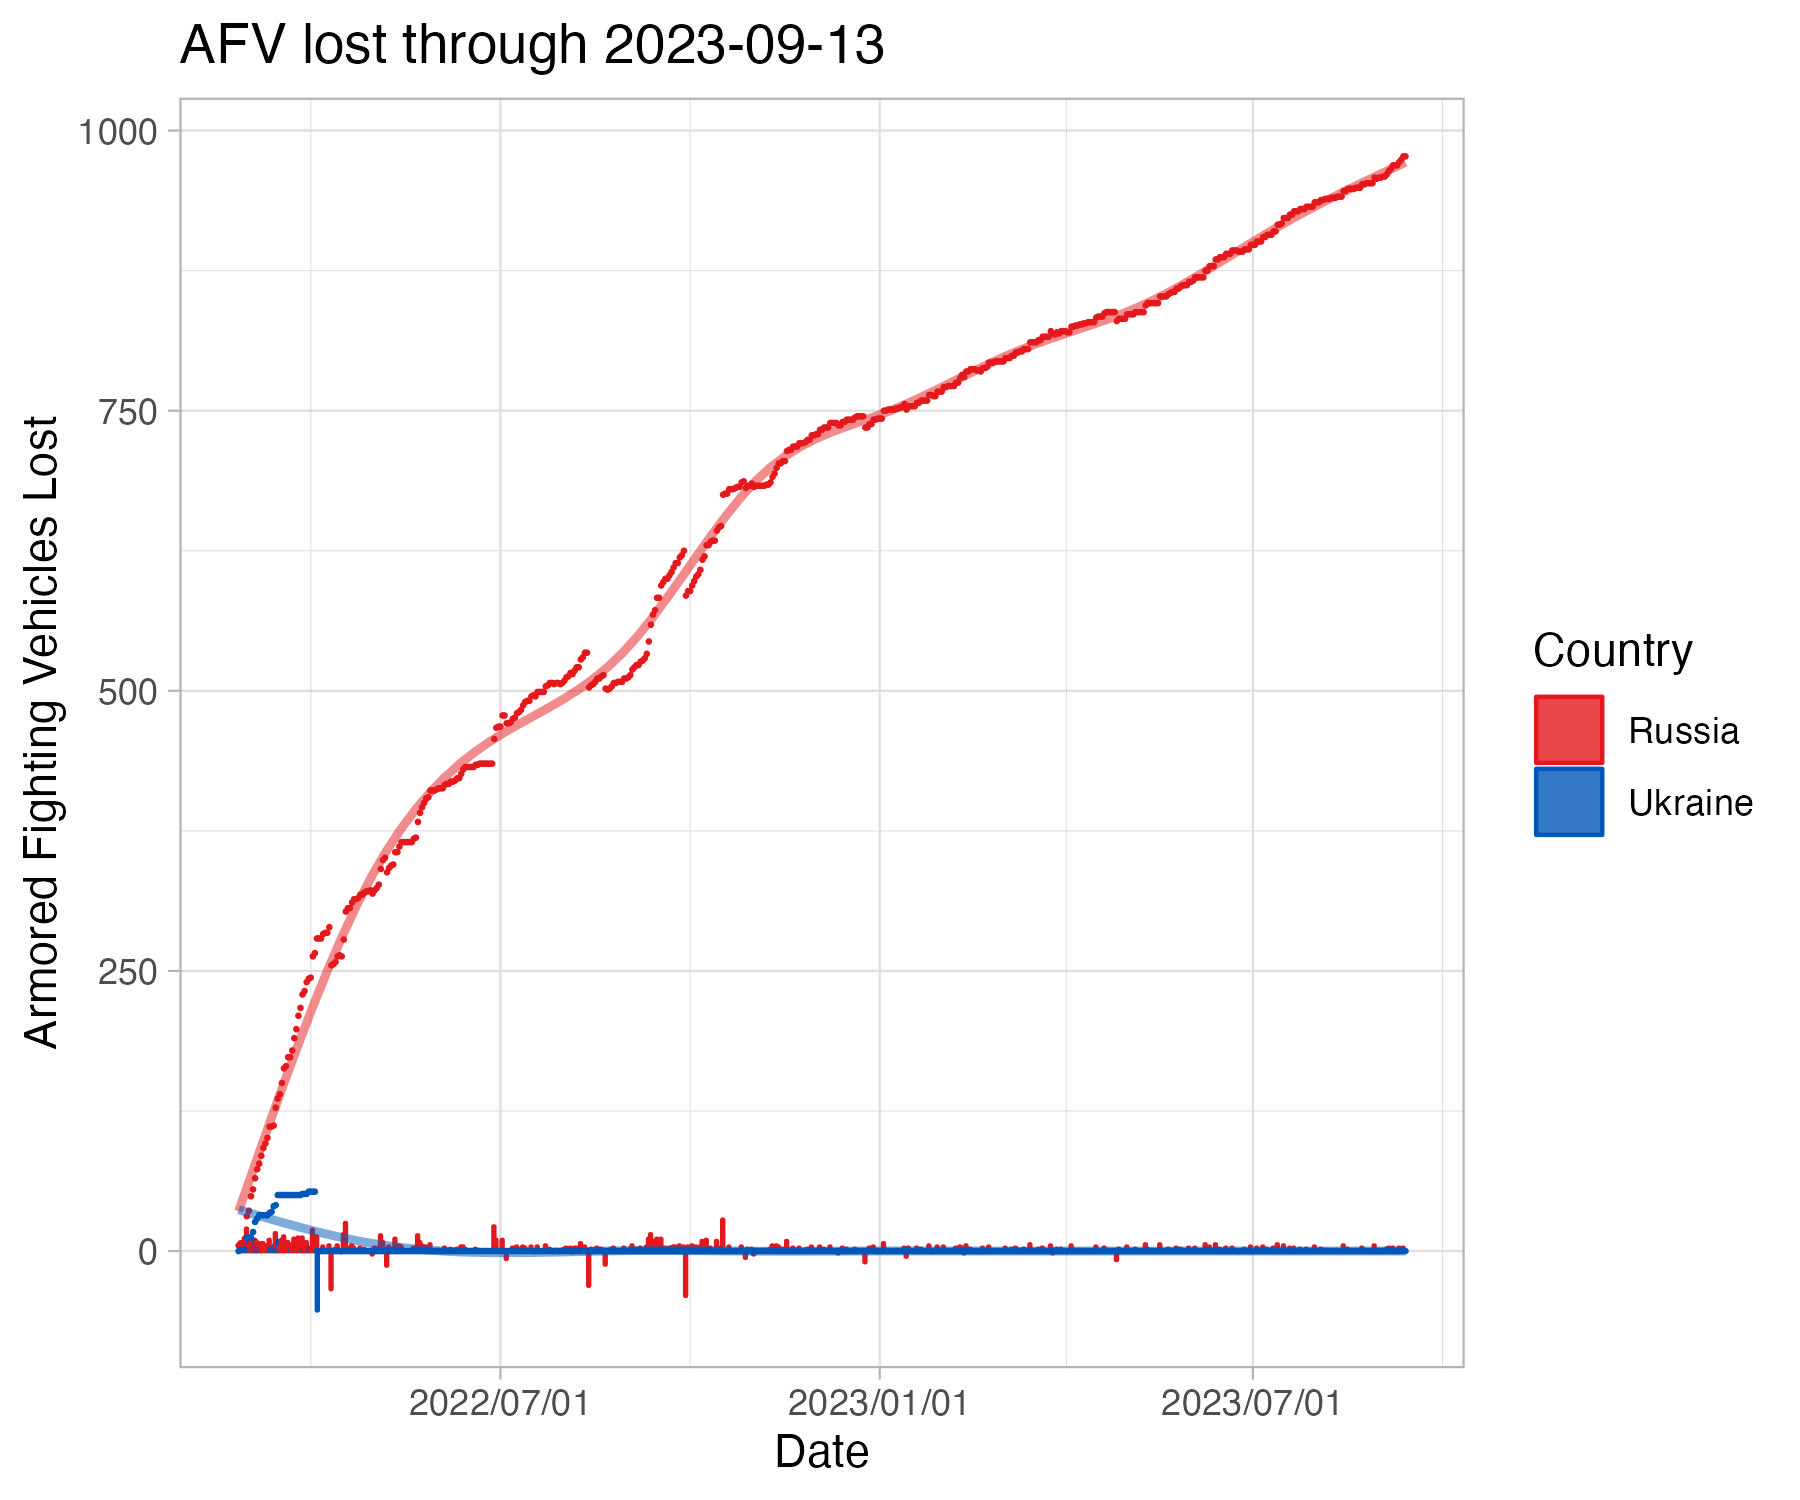 AFV lost through 2023-09-13
1000
750
500
250
0
Armored Fighting Vehicles Lost
2022/07/01
2023/01/01
2023/07/01
Date
Country
Russia
Ukraine